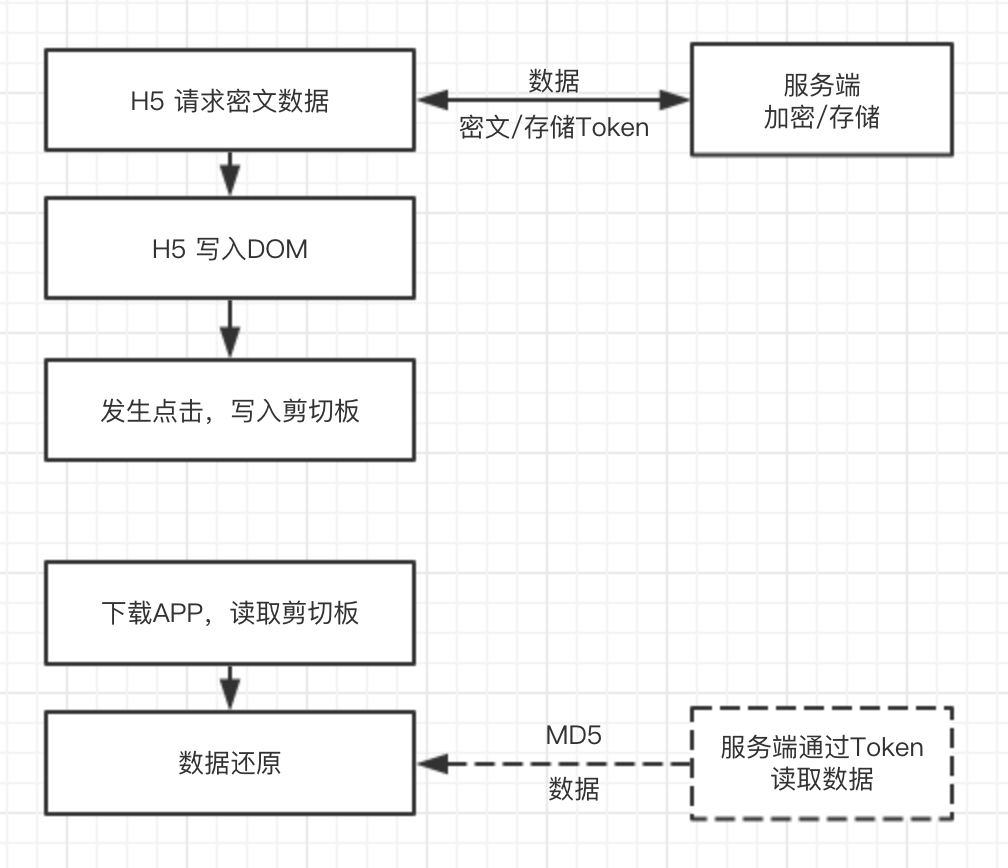 H5 请求密文数据
数据
密文/存储Token
服务端
加密/存储
H5 写入DOM
发生点击，写入剪切板
下载APP，读取剪切板
数据还原
MD5
数据
服务端通过Token
读取数据